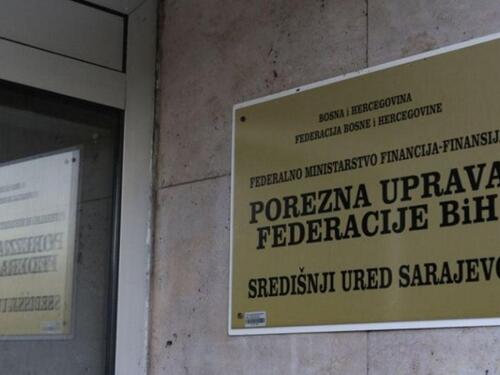 BOSNA i HERCEGOVINA
FEDERACIJA BOSNE i HERCEGOVINE
FEDERALNO MINISTARSTVO FINANCIJA-FINANSIJA
POREZNA UPRAVA
FEDERACIJE BiH
SREDIŠNJI URED SARAJEVO